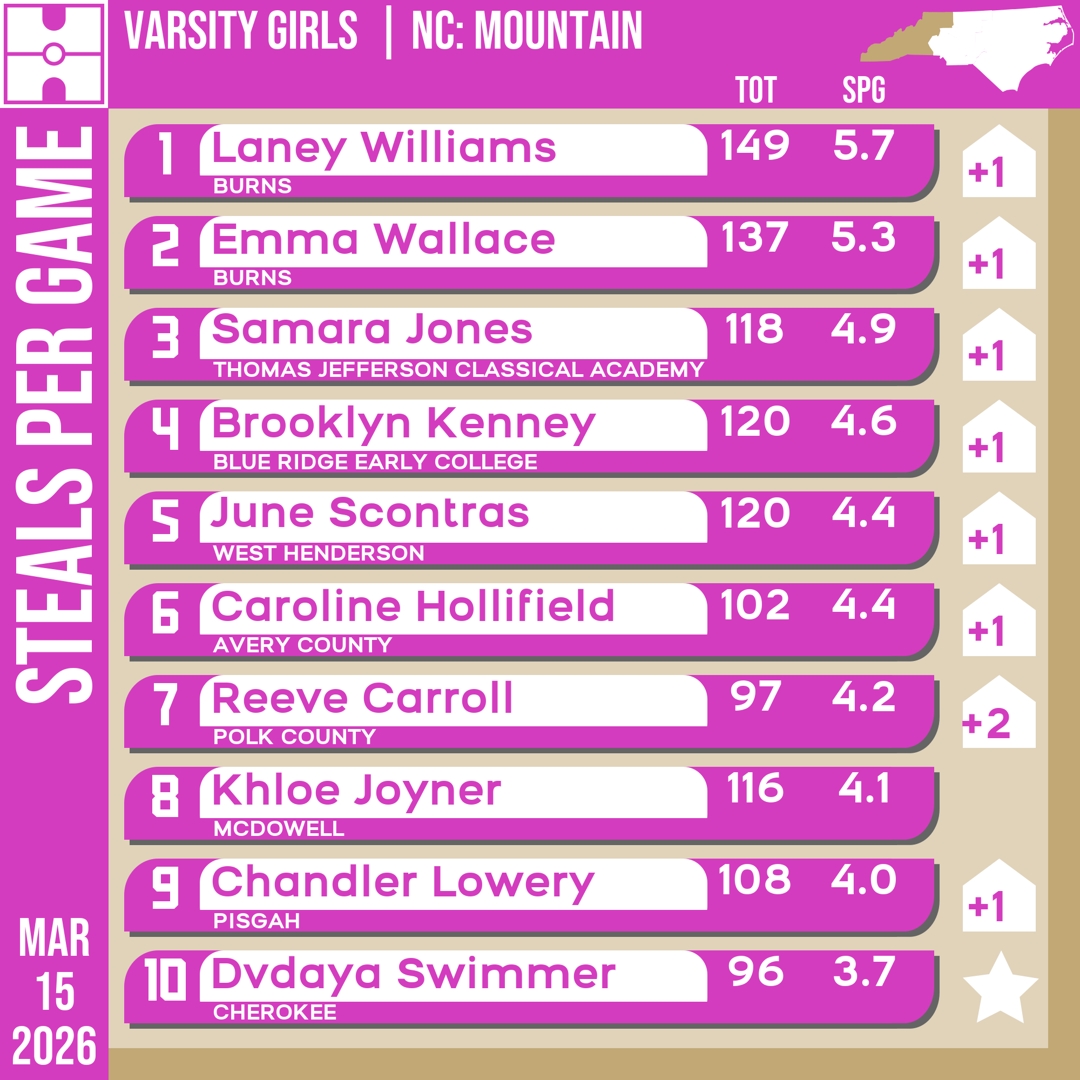 VARSITY GIRLS | NC: MOUNTAIN
TOT SPG
STEALS PER GAME
1 Laney Williams 149 5.7 +1
BURNS
2 Emma Wallace 137 5.3 +1
BURNS
3 Samara Jones 118 4.9 +1
THOMAS JEFFERSON CLASSICAL ACADEMY
4 Brooklyn Kenney 120 4.6 +1
BLUE RIDGE EARLY COLLEGE
5 June Scontras 120 4.4 +1
WEST HENDERSON
6 Caroline Hollifield 102 4.4 +1
AVERY COUNTY
7 Reeve Carroll 97 4.2 +2
POLK COUNTY
8 Khloe Joyner 116 4.1
MCDOWELL
9 Chandler Lowery 108 4.0 +1
PISGAH
10 Dvdaya Swimmer 96 3.7
CHEROKEE
MAR
15
2026